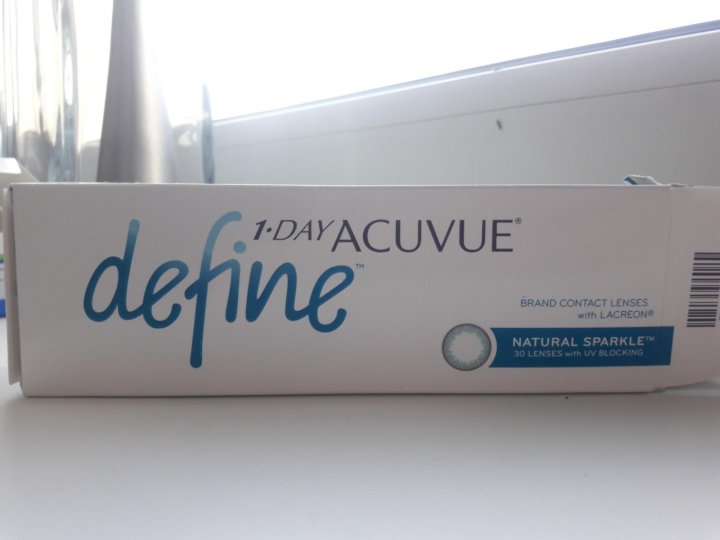 1·DAY ACUVUE®
define™
BRAND CONTACT LENSES
with LACREON®
NATURAL SPARKLE™
30 LENSES with UV BLOCKING